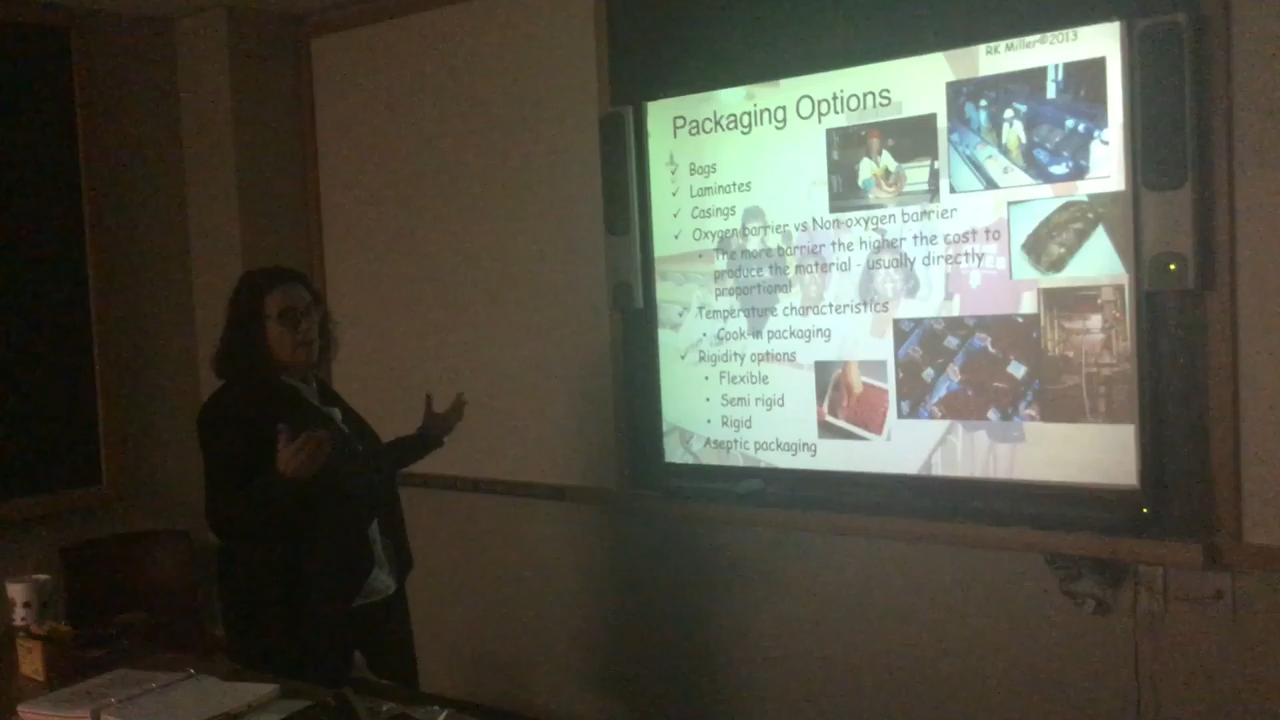 RK Miller©2013
Packaging Options
✓ Bags
✓ Laminates
✓ Casings
✓ Oxygen barrier vs Non-oxygen barrier
• The more barrier the higher the cost to
produce the material - usually directly
proportional
✓ Temperature characteristics
• Cook-in packaging
✓ Rigidity options
• Flexible
• Semi rigid
• Rigid
✓ Aseptic packaging